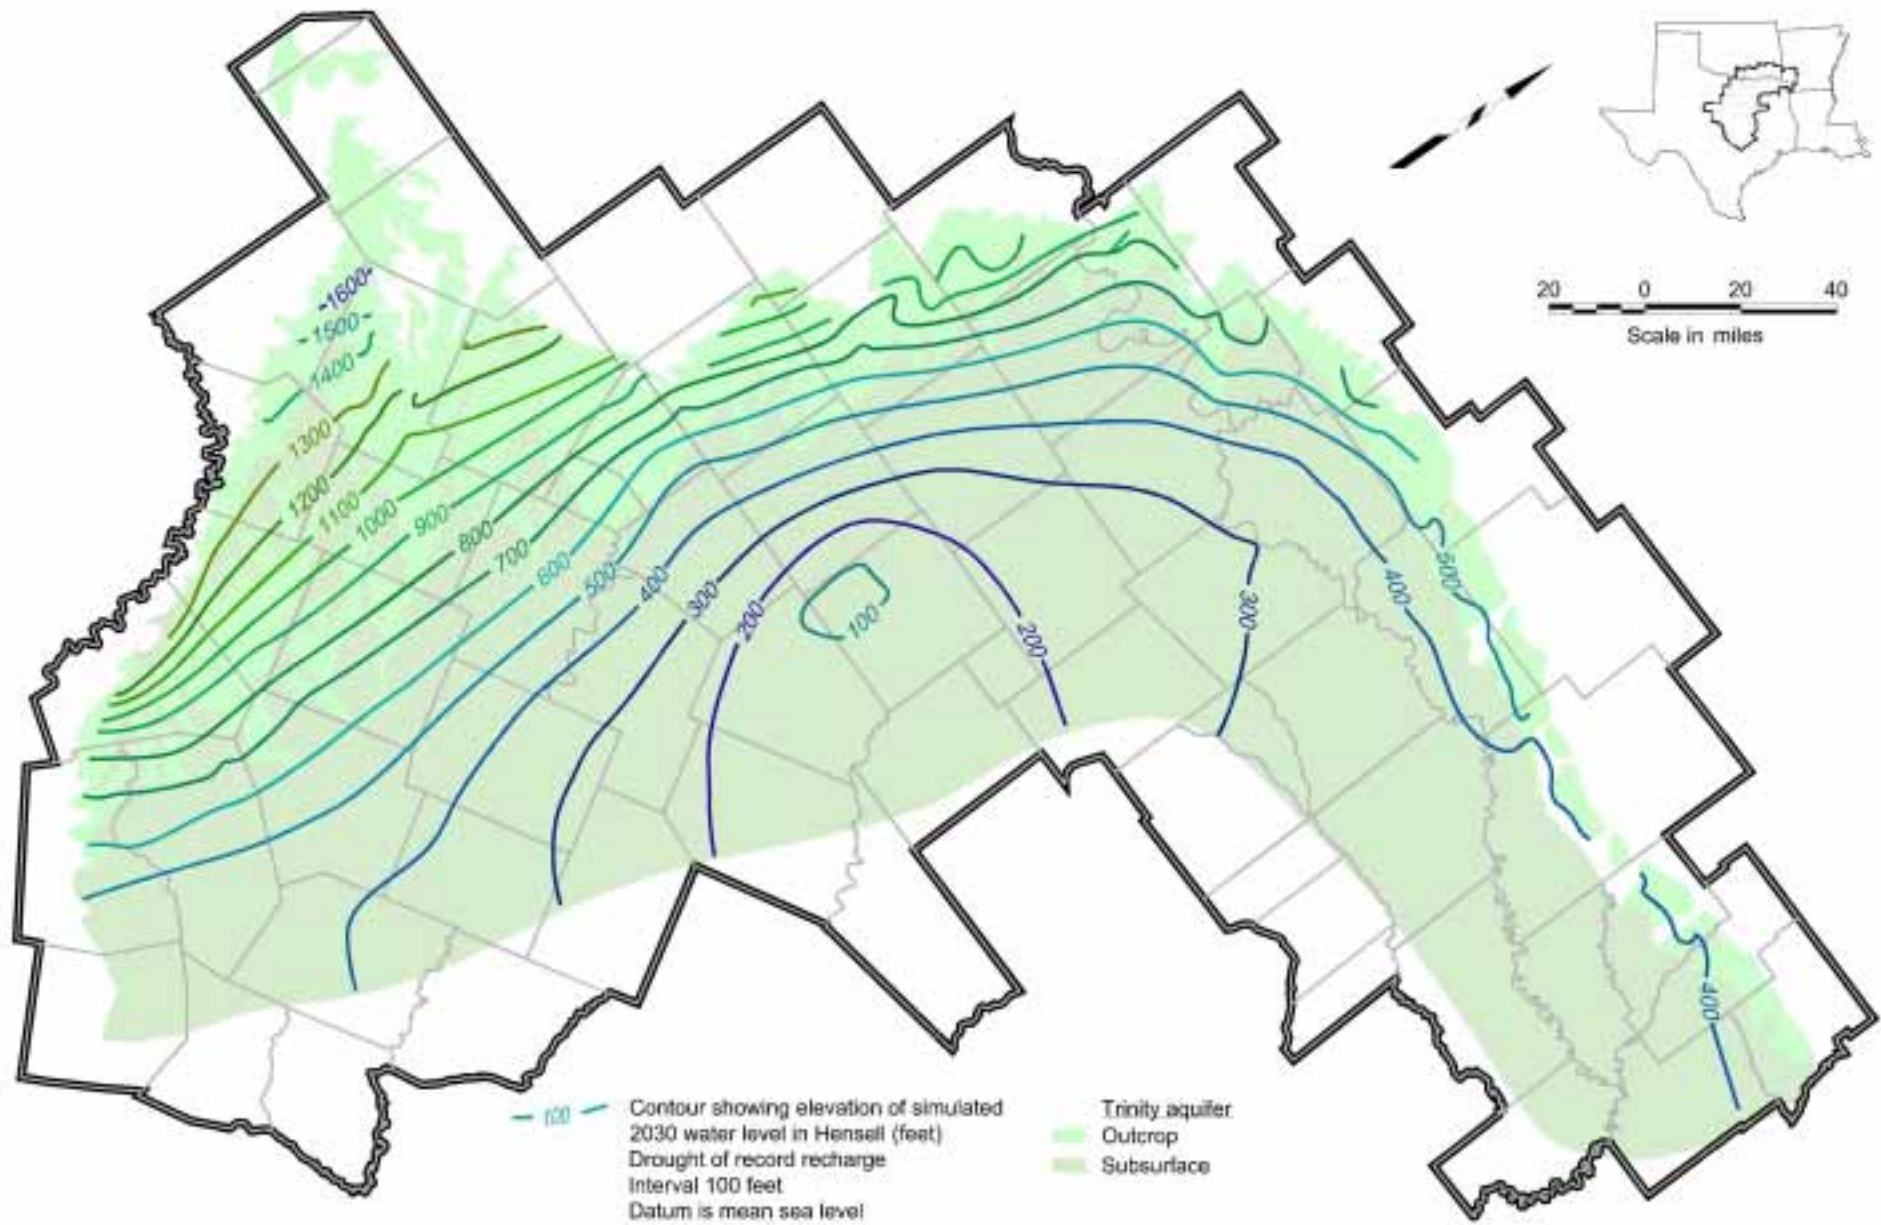 20 0 20 40
Scale in miles
1600
1500
1400
1300
1200
1100
1000
900
800
700
600
500
400
300
200
100
200
300
400
500
400
100
Contour showing elevation of simulated
2030 water level in Hensell (feet)
Drought of record recharge
Interval 100 feet
Datum is mean sea level
Trinity aquifer
Outcrop
Subsurface